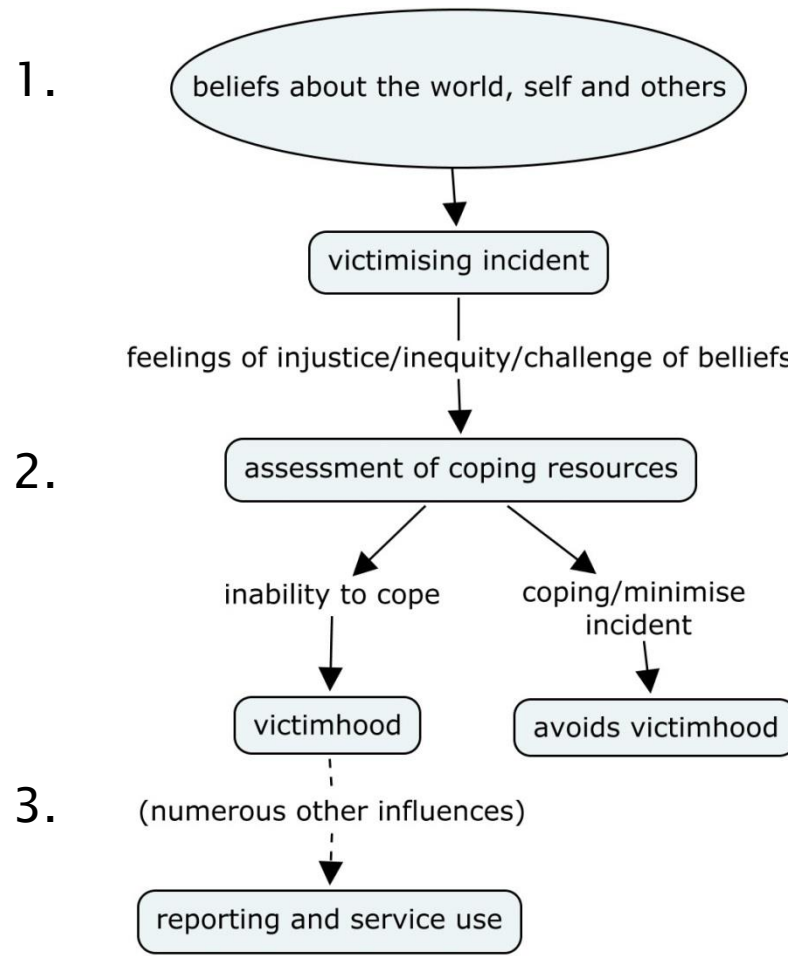 1.
beliefs about the world, self and others
victimising incident
feelings of injustice/inequity/challenge of belliefs
2.
assessment of coping resources
inability to cope
coping/minimise
incident
victimhood
avoids victimhood
3.
(numerous other influences)
reporting and service use